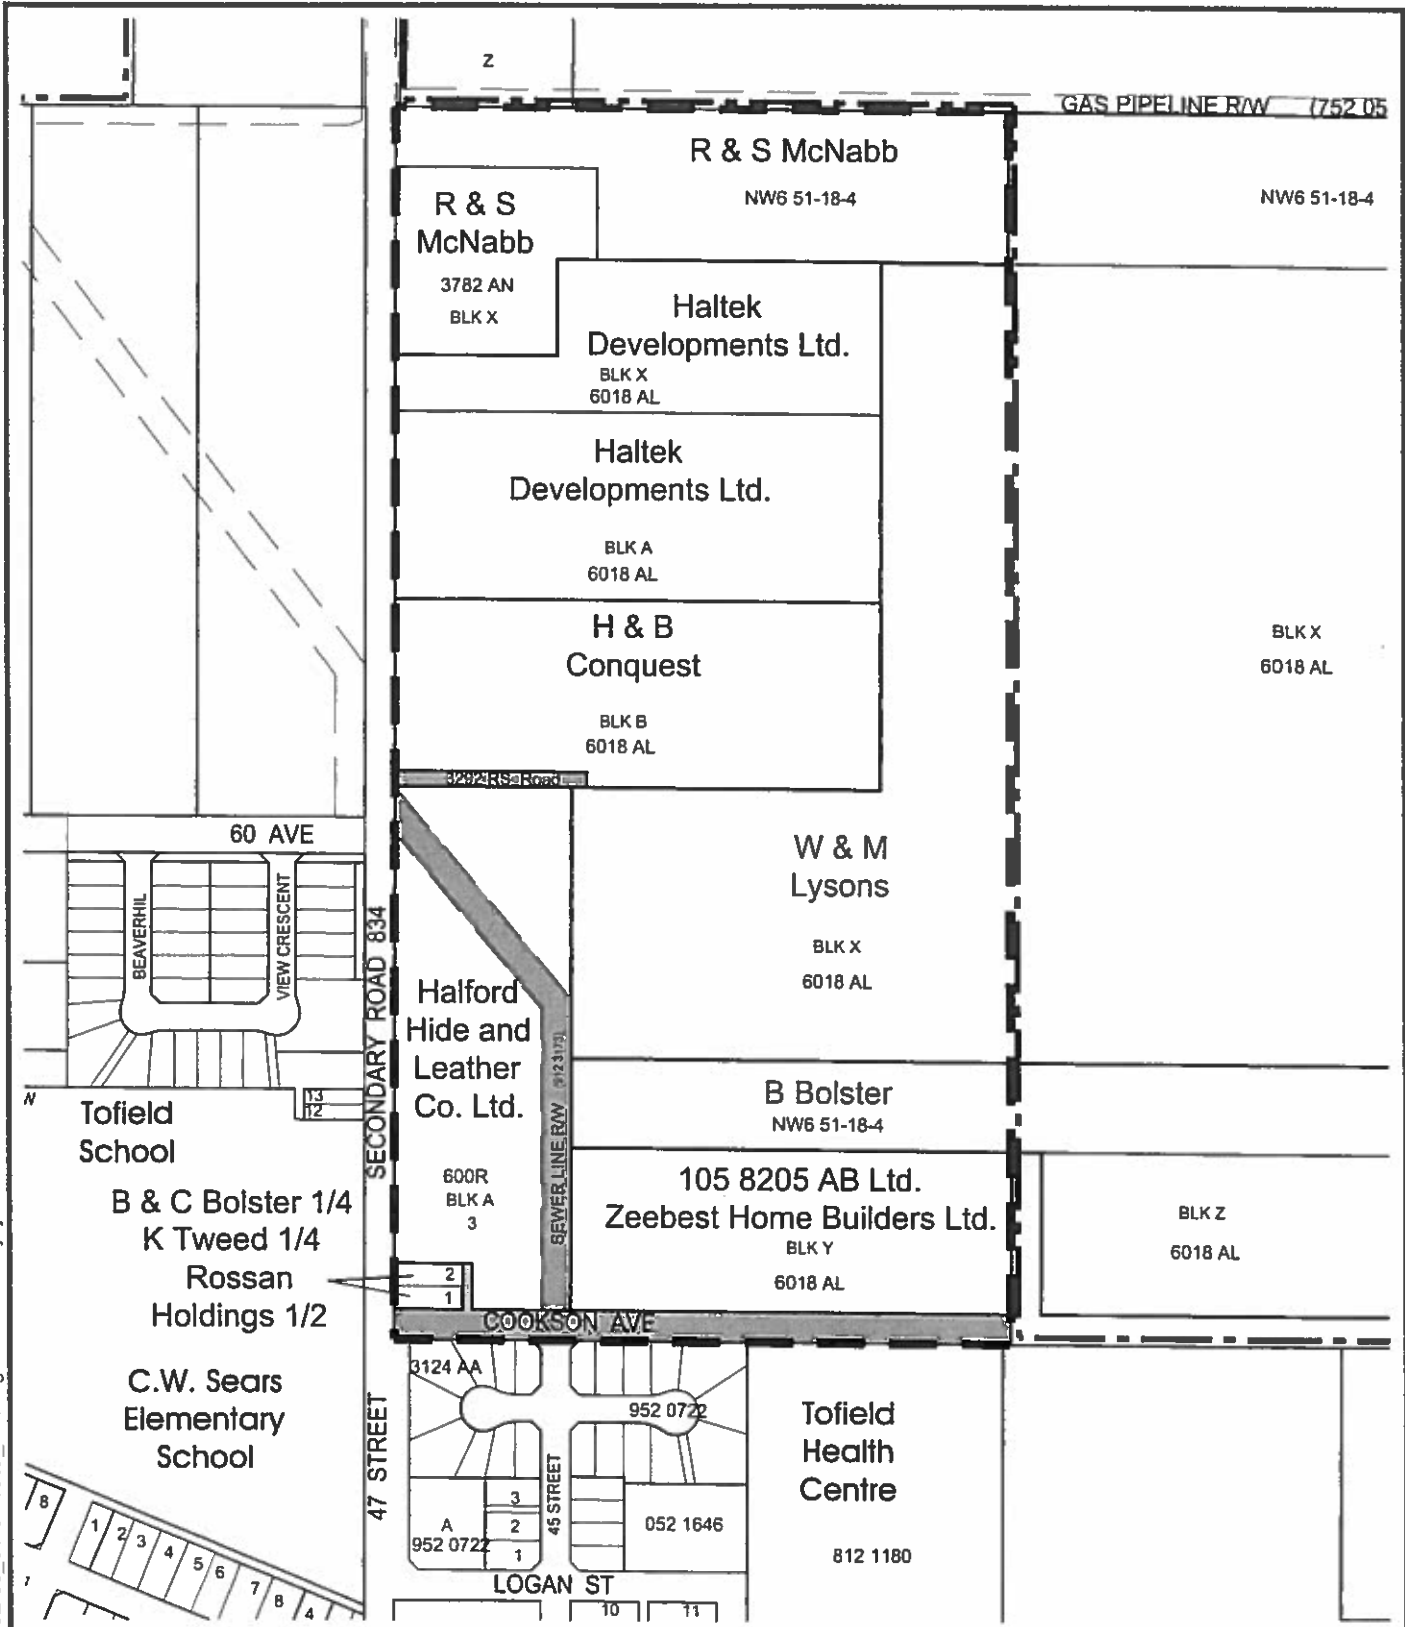 Z
GAS PIPELINE R/W (752 05
R & S McNabb
NW6 51-18-4
NW6 51-18-4
R & S
McNabb
3782 AN
BLK X
Haltek
Developments Ltd.
BLK X
6018 AL
Haltek
Developments Ltd.
BLK A
6018 AL
H & B
Conquest
BLK B
6018 AL
BLK X
6018 AL
3292 RS Road
60 AVE
W & M
Lysons
BLK X
6018 AL
BEAVERHIL
VIEW CRESCENT
SECONDARY ROAD 834
Halford
Hide and
Leather
Co. Ltd.
600R
BLK A
3
SEWER LINE R/W
B Bolster
NW6 51-18-4
13
12
Tofield
School
105 8205 AB Ltd.
Zeebest Home Builders Ltd.
BLK Y
6018 AL
BLK Z
6018 AL
B & C Bolster 1/4
K Tweed 1/4
Rossan
Holdings 1/2
2
1
COOKSON AVE
C.W. Sears
Elementary
School
47 STREET
3124 AA
952 0722
Tofield
Health
Centre
812 1180
45 STREET
A
952 0722
3
2
1
052 1646
LOGAN ST
10
11
8
1
2
3
4
5
6
7
8
4